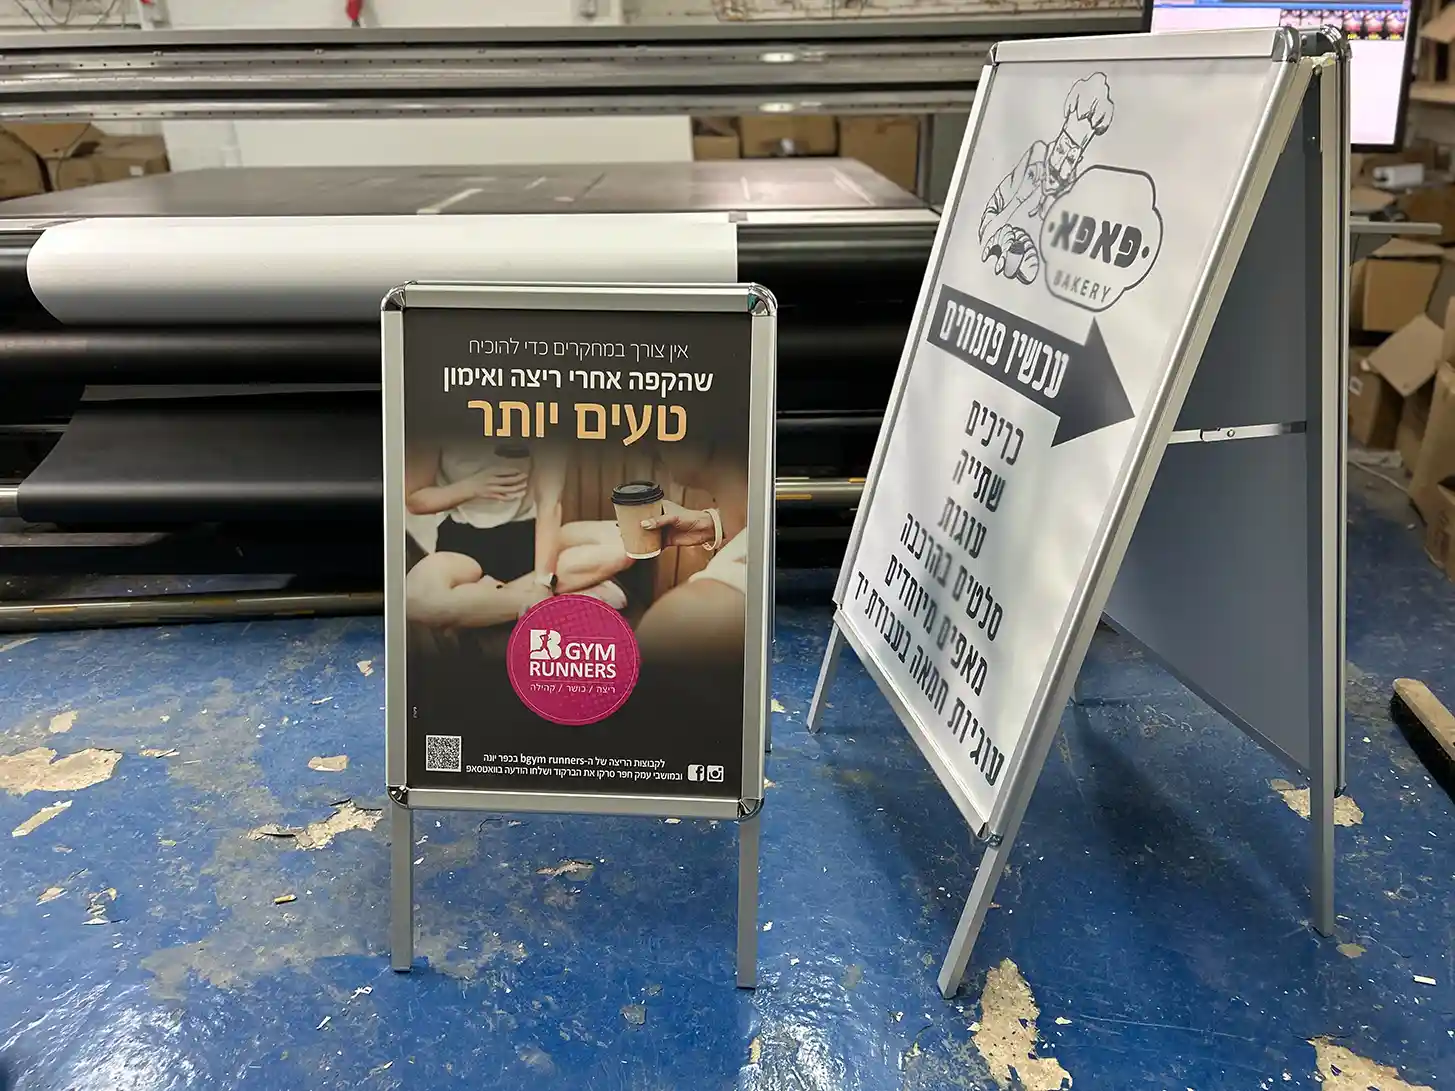 אין צורך במחקרים כדי להוכיח
שהקפה אחרי ריצה ואימון
טעים יותר
B GYM
RUNNERS
ריצה / כושר / קהילה
לקבוצות הריצה של ה-bgym runners בכפר יונה
ובמושבי עמק חפר סרקו את הברקוד ושלחו הודעה בוואטסאפ
·פאפא·
BAKERY
עכשיו פתוחים
כריכים
שתייה
עוגות
סלטים בהרכבה
מאפים מיוחדים
עוגיות חמאה בעבודת יד